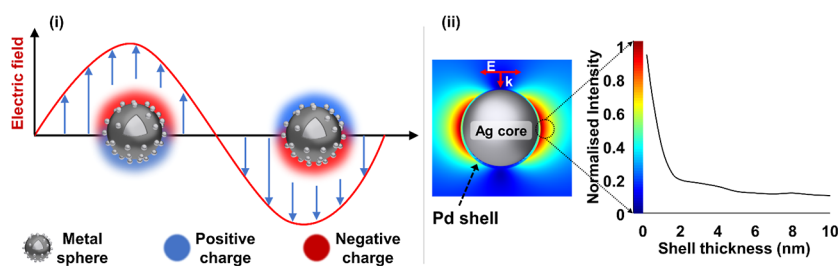 (i)
Electric field
Metal
sphere
Positive
charge
Negative
charge
(ii)
E
k
Ag core
Pd shell
Normalised Intensity
1
0.8
0.6
0.4
0.2
0
0 2 4 6 8 10
Shell thickness (nm)